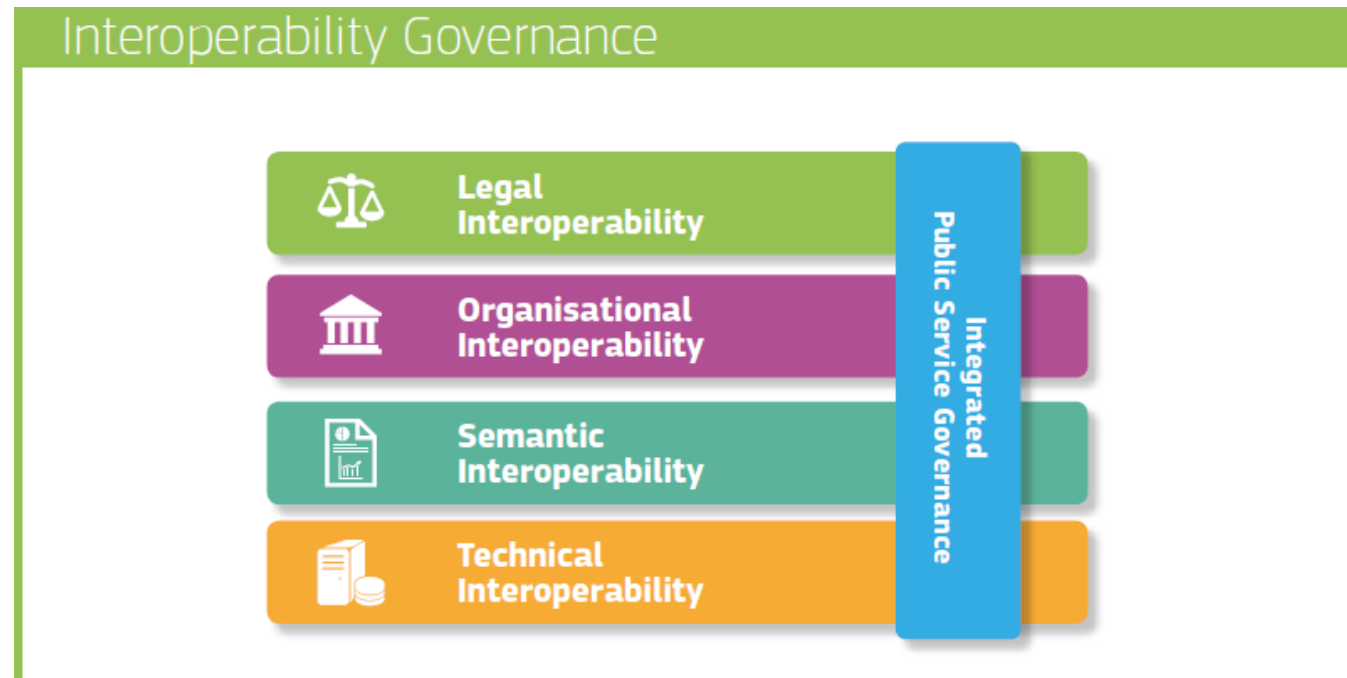 Interoperability Governance
Legal
Interoperability
Organisational
Interoperability
Semantic
Interoperability
Technical
Interoperability
Integrated
Public Service Governance